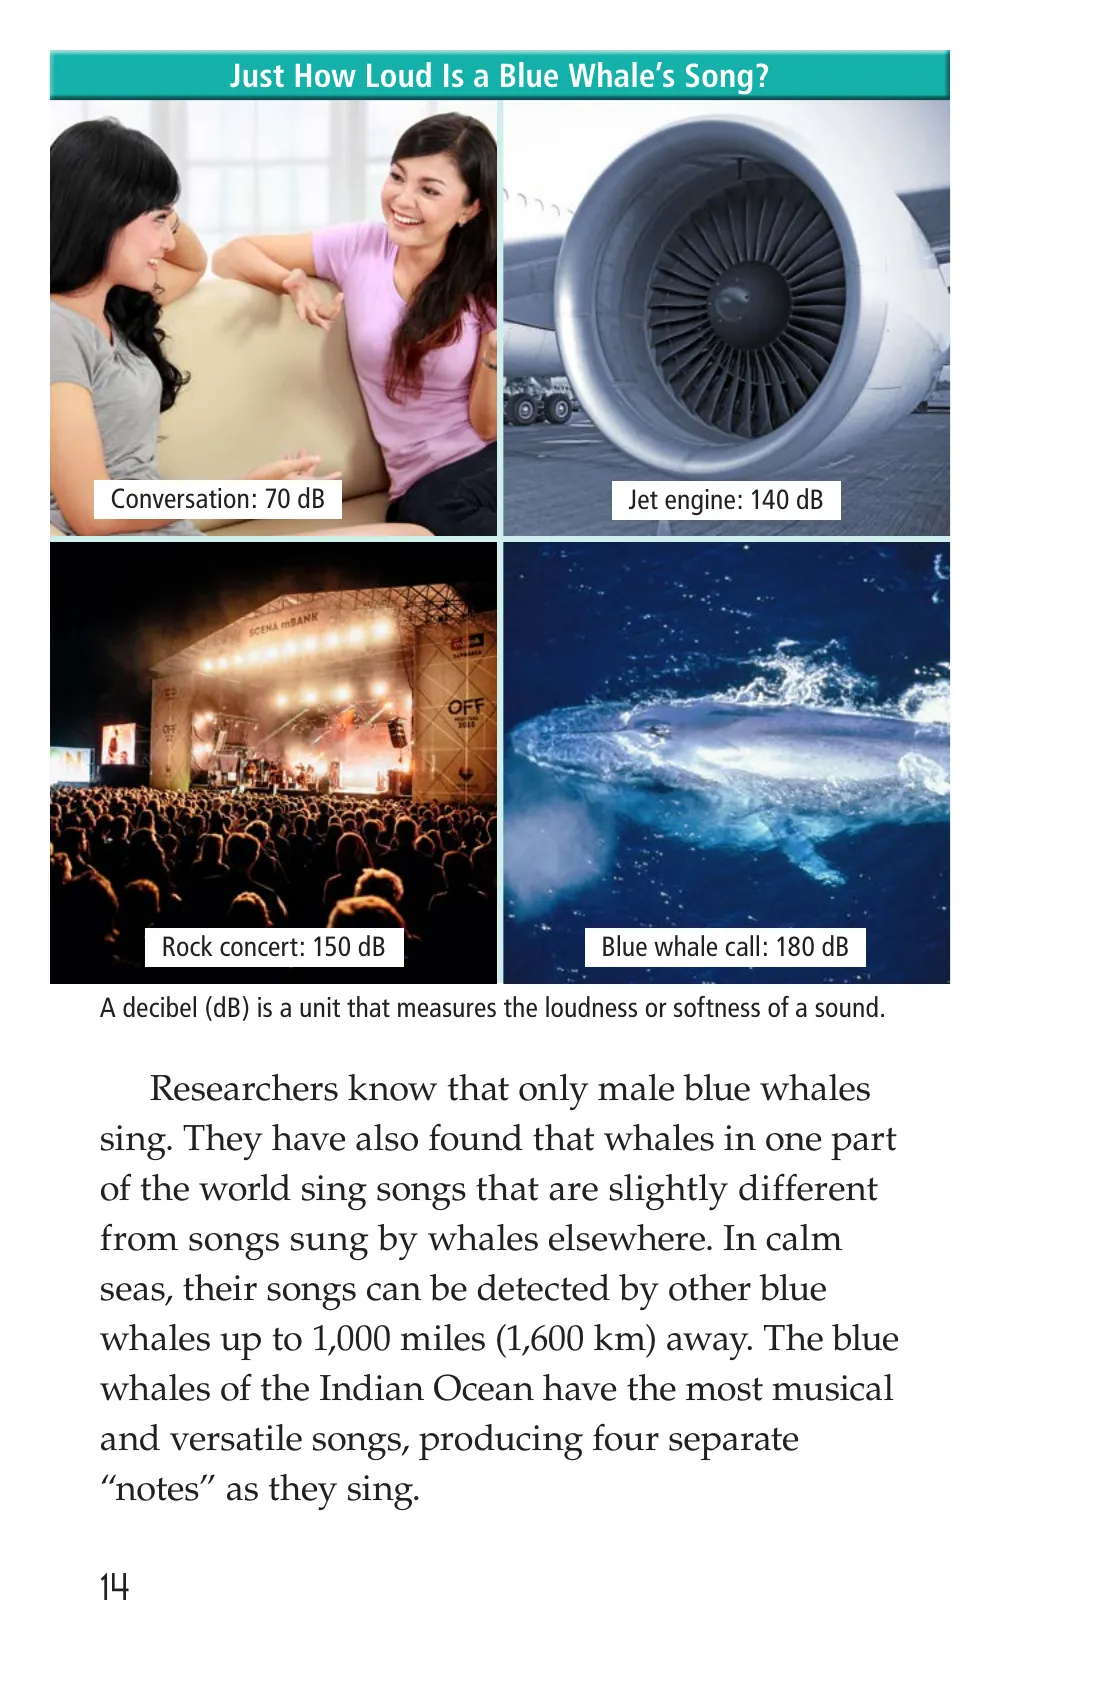 Just How Loud Is a Blue Whale’s Song?
Conversation: 70 dB
Jet engine: 140 dB
SCENA mBANK
OFF
FESTIVAL
2015
OFF
Rock concert: 150 dB
Blue whale call: 180 dB
A decibel (dB) is a unit that measures the loudness or softness of a sound.
Researchers know that only male blue whales
sing. They have also found that whales in one part
of the world sing songs that are slightly different
from songs sung by whales elsewhere. In calm
seas, their songs can be detected by other blue
whales up to 1,000 miles (1,600 km) away. The blue
whales of the Indian Ocean have the most musical
and versatile songs, producing four separate
“notes” as they sing.
14